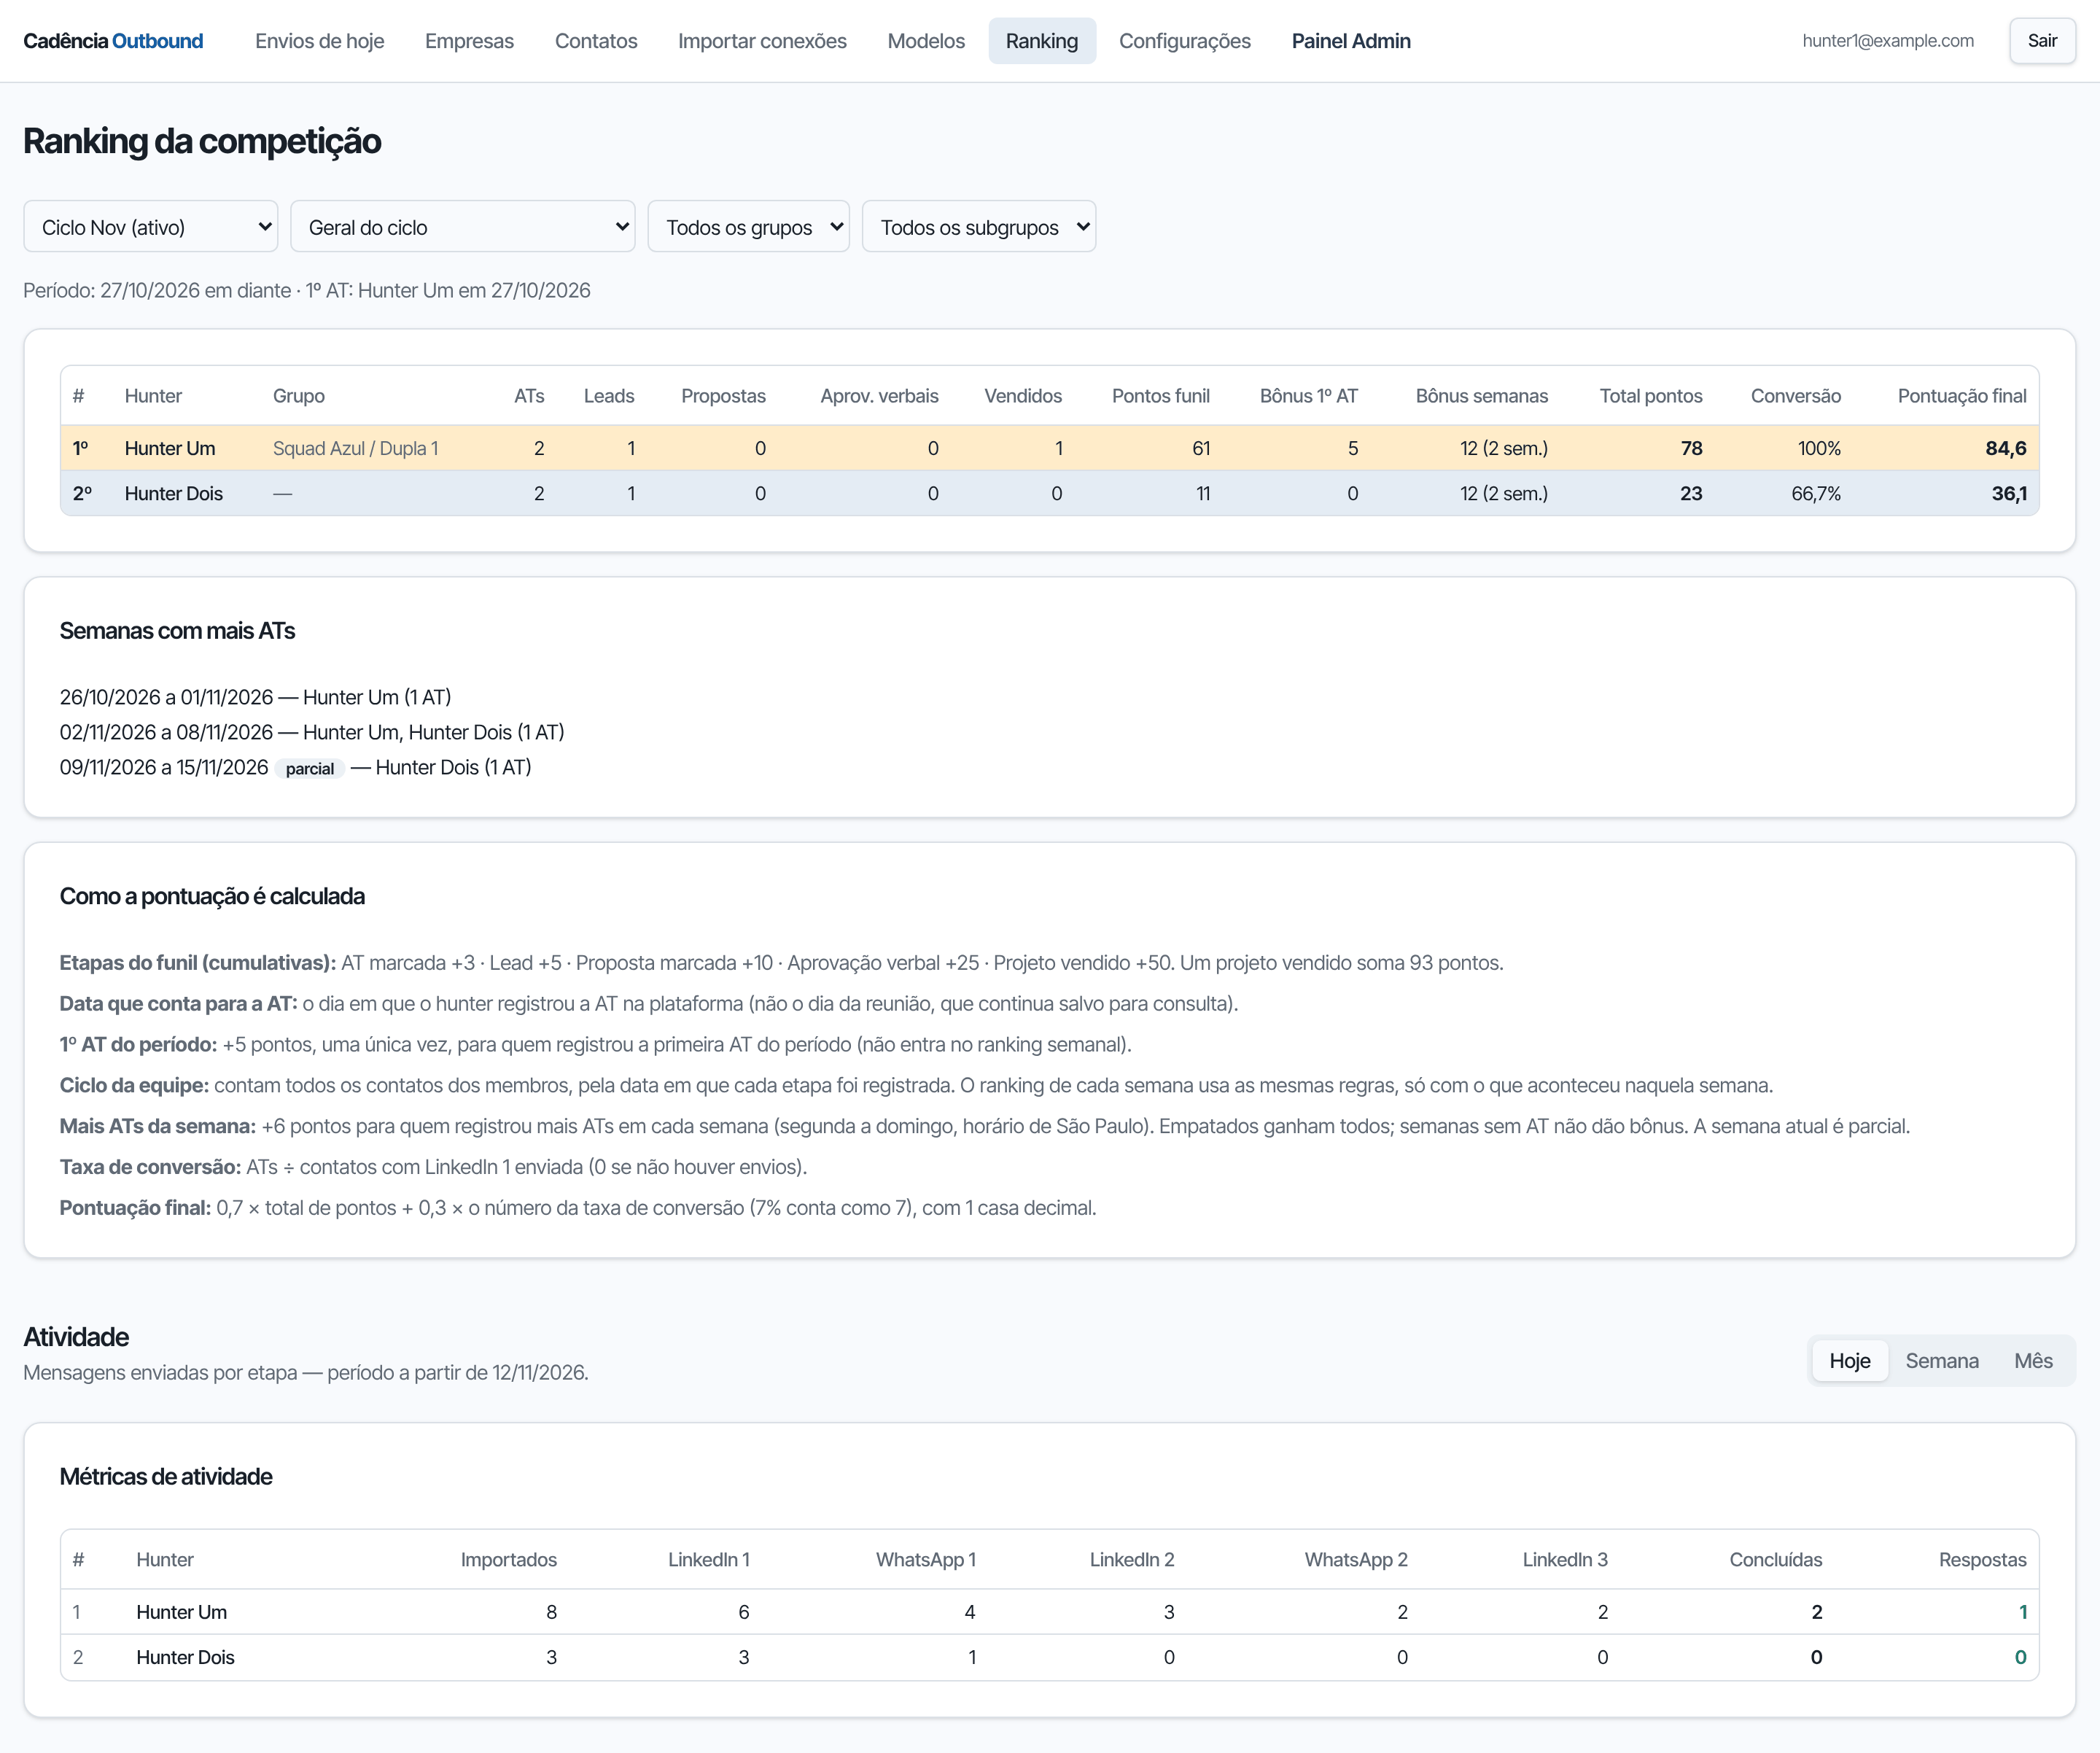 Cadência Outbound Envios de hoje Empresas Contatos Importar conexões Modelos Ranking Configurações Painel Admin hunter1@example.com Sair
Ranking da competição
Ciclo Nov (ativo) Geral do ciclo Todos os grupos Todos os subgrupos
Período: 27/10/2026 em diante · 1º AT: Hunter Um em 27/10/2026
# Hunter Grupo ATs Leads Propostas Aprov. verbais Vendidos Pontos funil Bônus 1º AT Bônus semanas Total pontos Conversão Pontuação final
1º Hunter Um Squad Azul / Dupla 1 2 1 0 0 1 61 5 12 (2 sem.) 78 100% 84,6
2º Hunter Dois — 2 1 0 0 0 11 0 12 (2 sem.) 23 66,7% 36,1
Semanas com mais ATs
26/10/2026 a 01/11/2026 — Hunter Um (1 AT)
02/11/2026 a 08/11/2026 — Hunter Um, Hunter Dois (1 AT)
09/11/2026 a 15/11/2026 parcial — Hunter Dois (1 AT)
Como a pontuação é calculada
Etapas do funil (cumulativas): AT marcada +3 · Lead +5 · Proposta marcada +10 · Aprovação verbal +25 · Projeto vendido +50. Um projeto vendido soma 93 pontos.
Data que conta para a AT: o dia em que o hunter registrou a AT na plataforma (não o dia da reunião, que continua salvo para consulta).
1º AT do período: +5 pontos, uma única vez, para quem registrou a primeira AT do período (não entra no ranking semanal).
Ciclo da equipe: contam todos os contatos dos membros, pela data em que cada etapa foi registrada. O ranking de cada semana usa as mesmas regras, só com o que aconteceu naquela semana.
Mais ATs da semana: +6 pontos para quem registrou mais ATs em cada semana (segunda a domingo, horário de São Paulo). Empatados ganham todos; semanas sem AT não dão bônus. A semana atual é parcial.
Taxa de conversão: ATs ÷ contatos com LinkedIn 1 enviada (0 se não houver envios).
Pontuação final: 0,7 × total de pontos + 0,3 × o número da taxa de conversão (7% conta como 7), com 1 casa decimal.
Atividade
Mensagens enviadas por etapa — período a partir de 12/11/2026.
Hoje Semana Mês
Métricas de atividade
# Hunter Importados LinkedIn 1 WhatsApp 1 LinkedIn 2 WhatsApp 2 LinkedIn 3 Concluídas Respostas
1 Hunter Um 8 6 4 3 2 2 2 1
2 Hunter Dois 3 3 1 0 0 0 0 0